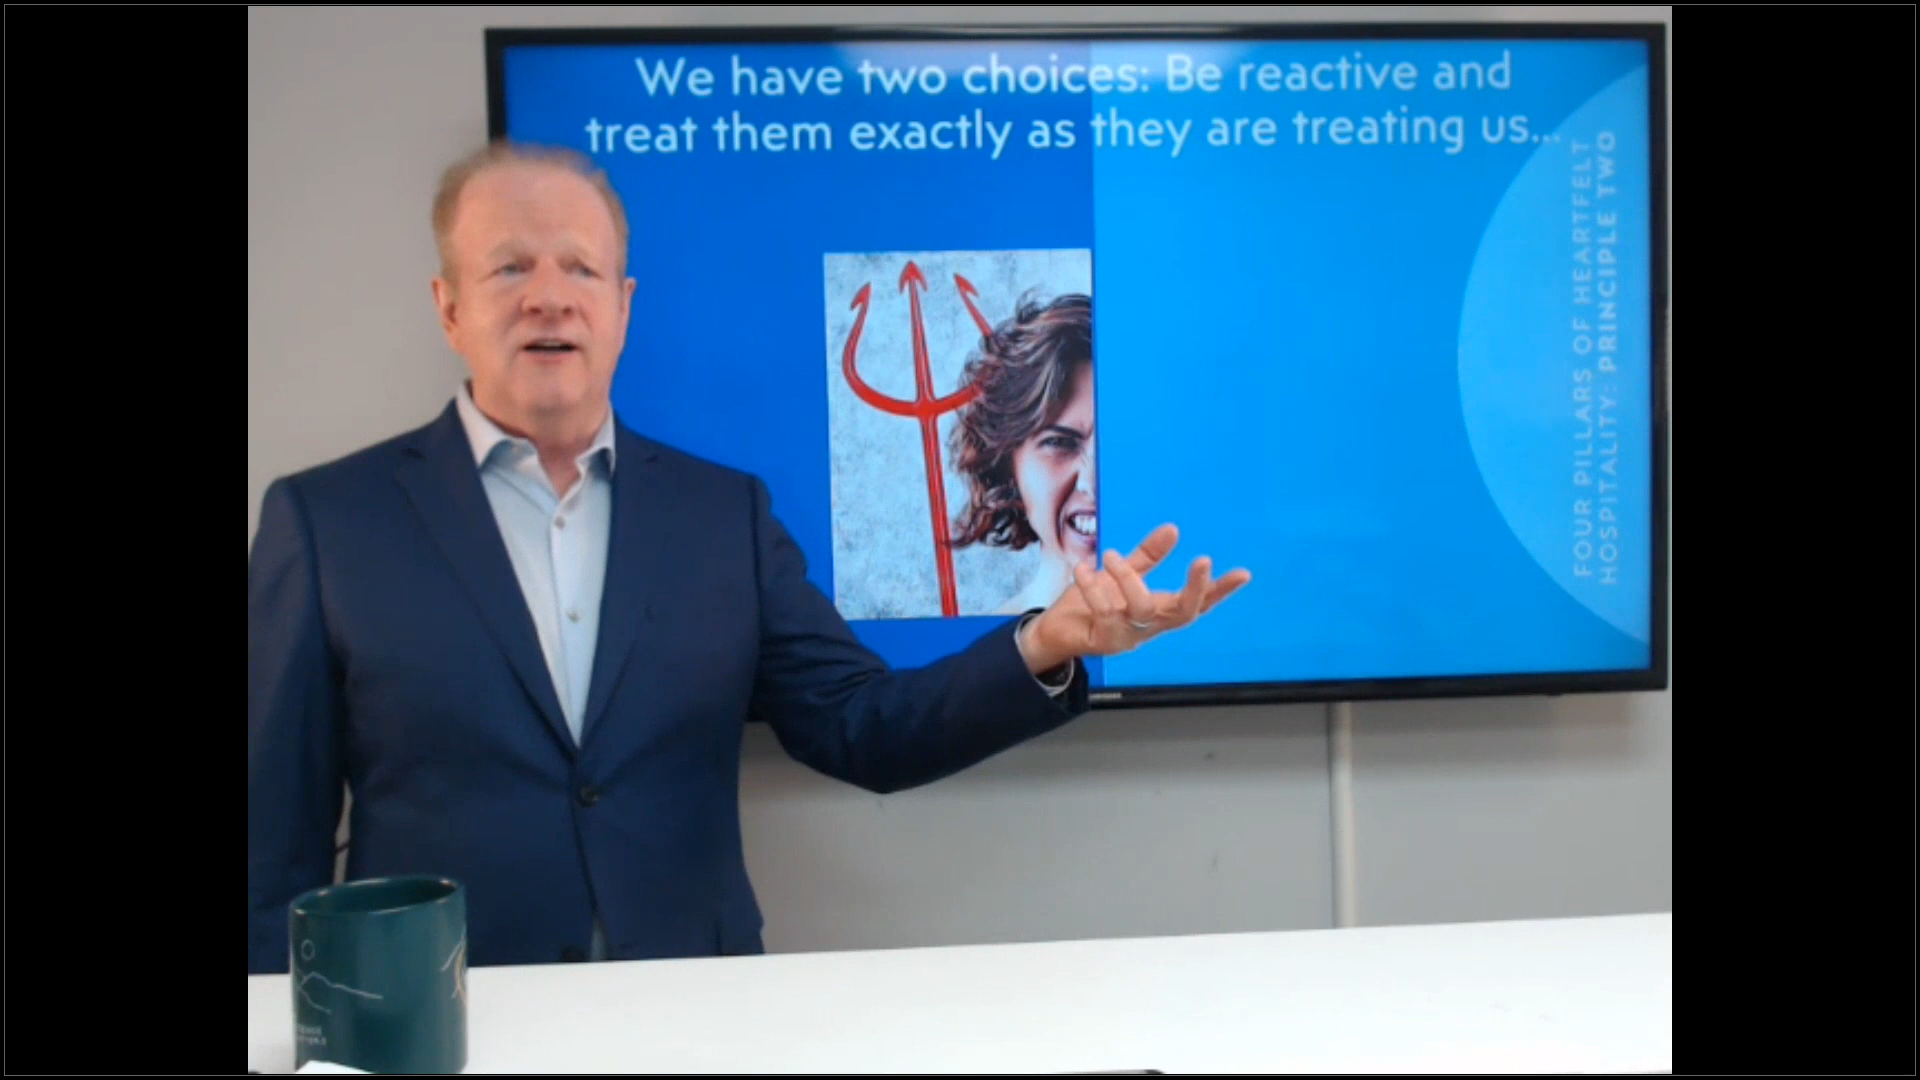 We have two choices: Be reactive and
treat them exactly as they are treating us...
FOUR PILLARS OF HEARTFELT
HOSPITALITY: PRINCIPLE TWO